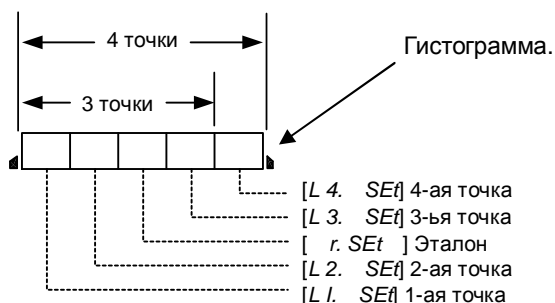 4 точки
Гистограмма.
3 точки
[L 4. SEt] 4-ая точка
[L 3. SEt] 3-ья точка
[ r. SEt ] Эталон
[L 2. SEt] 2-ая точка
[L I. SEt] 1-ая точка